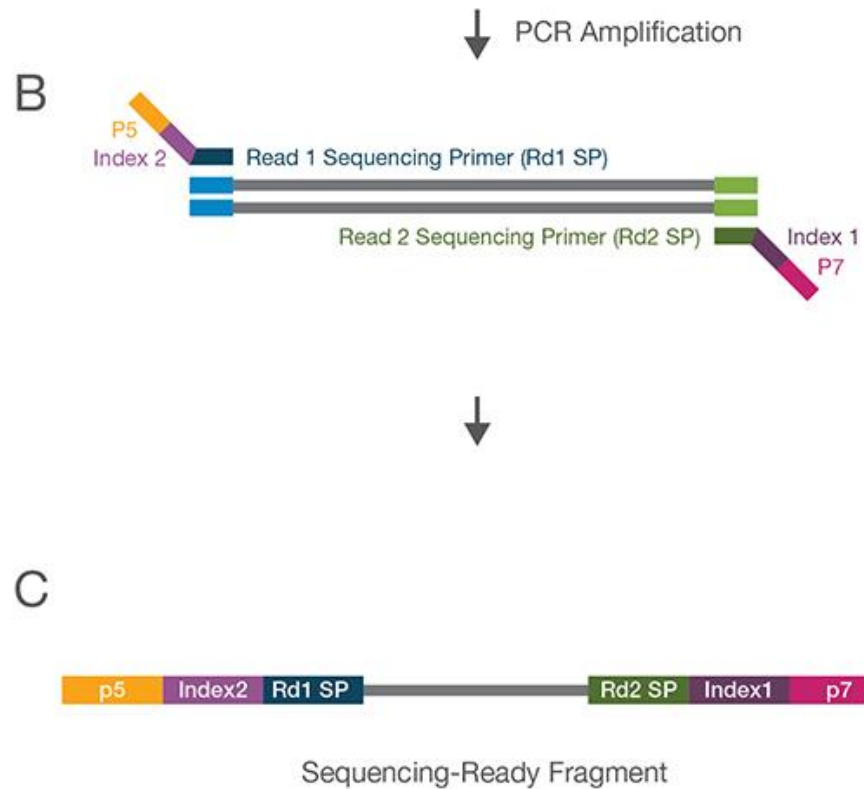 PCR Amplification
B
P5
Index 2
Read 1 Sequencing Primer (Rd1 SP)
Read 2 Sequencing Primer (Rd2 SP)
Index 1
P7
C
p5 Index2 Rd1 SP Rd2 SP Index1 p7
Sequencing-Ready Fragment